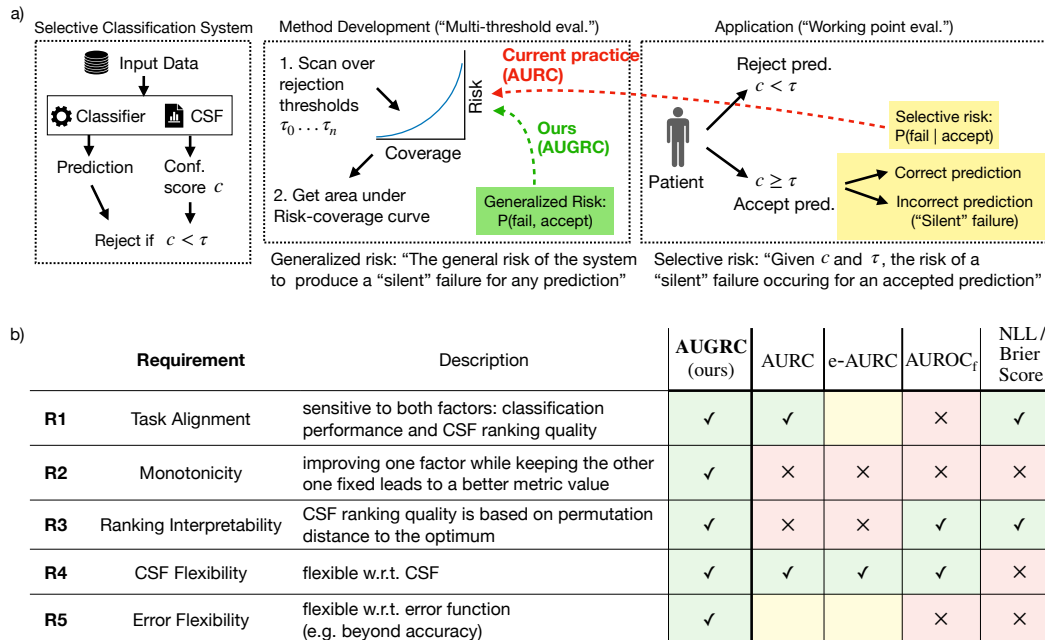 a)
Selective Classification System
Input Data
Classifier
CSF
Prediction
Conf.
score c
Reject if c < τ
Method Development ("Multi-threshold eval.")
1. Scan over
rejection
thresholds
τ0 . . . τn
Risk
Coverage
2. Get area under
Risk-coverage curve
Current practice
(AURC)
Ours
(AUGRC)
Generalized Risk:
P(fail, accept)
Generalized risk: "The general risk of the system
to produce a "silent" failure for any prediction"
Application ("Working point eval.")
Reject pred.
c < τ
Patient
c ≥ τ
Accept pred.
Selective risk:
P(fail | accept)
Correct prediction
Incorrect prediction
("Silent" failure)
Selective risk: "Given c and τ, the risk of a
"silent" failure occuring for an accepted prediction"
b)
Requirement Description AUGRC (ours) AURC e-AURC AUROCf NLL / Brier Score
R1 Task Alignment sensitive to both factors: classification
performance and CSF ranking quality ✓ ✓ × ✓
R2 Monotonicity improving one factor while keeping the other
one fixed leads to a better metric value ✓ × × × ×
R3 Ranking Interpretability CSF ranking quality is based on permutation
distance to the optimum ✓ × × ✓ ✓
R4 CSF Flexibility flexible w.r.t. CSF ✓ ✓ ✓ ✓ ×
R5 Error Flexibility flexible w.r.t. error function
(e.g. beyond accuracy) ✓ × ×